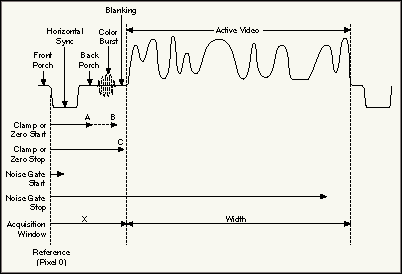 Blanking
Color
Burst
Active Video
Horizontal
Sync
Front
Porch
Back
Porch
Clamp or
Zero Start
A
B
Clamp or
Zero Stop
C
Noise Gate
Start
Noise Gate
Stop
Acquisition
Window
X
Width
Reference
(Pixel 0)